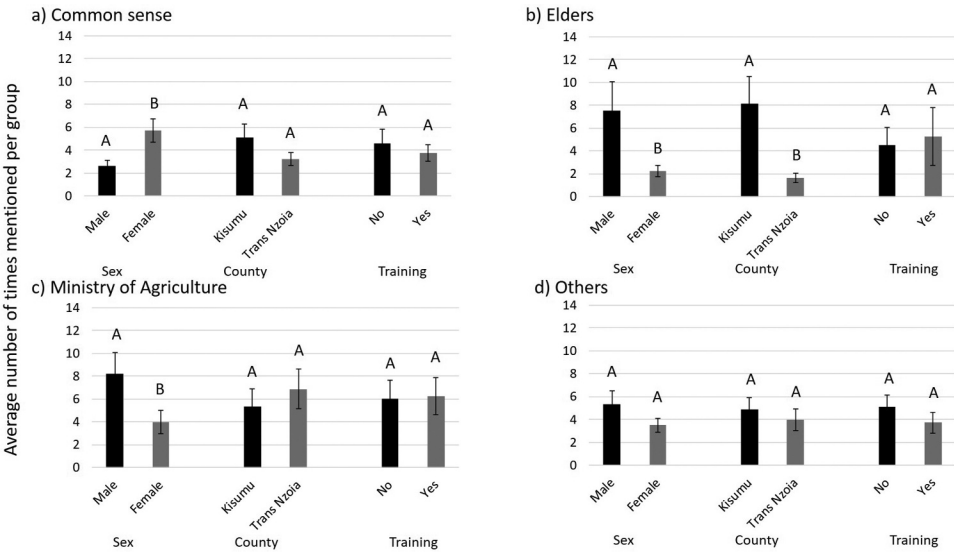 Average number of times mentioned per group
a) Common sense
14
12
10
8
6
4
2
0
A
B
A
A
A
A
Male
Female
Kisumu
Trans Nzoia
No
Yes
Sex
County
Training
b) Elders
14
12
10
8
6
4
2
0
A
B
A
B
A
A
Male
Female
Kisumu
Trans Nzoia
No
Yes
Sex
County
Training
c) Ministry of Agriculture
14
12
10
8
6
4
2
0
A
B
A
A
A
A
Male
Female
Kisumu
Trans Nzoia
No
Yes
Sex
County
Training
d) Others
14
12
10
8
6
4
2
0
A
A
A
A
A
A
Male
Female
Kisumu
Trans Nzoia
No
Yes
Sex
County
Training